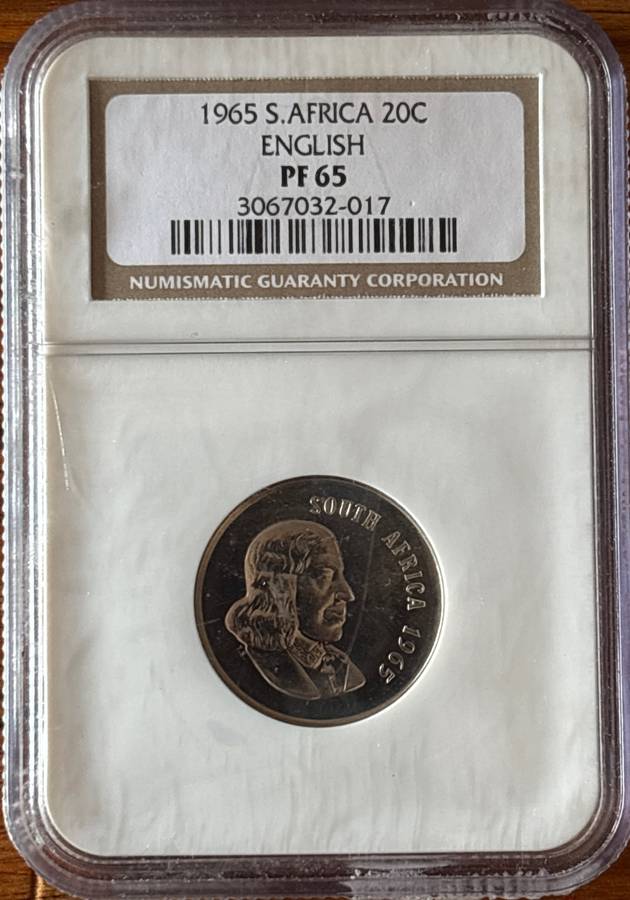 1965 S.AFRICA 20C
ENGLISH
PF 65
3067032-017
NUMISMATIC GUARANTY CORPORATION
SOUTH AFRICA 1965